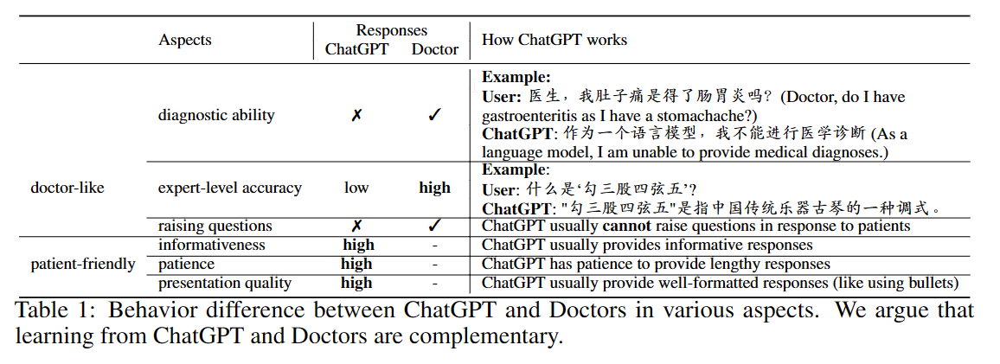 Aspects Responses How ChatGPT works
ChatGPT Doctor
Example:
User: 医生，我肚子痛是得了肠胃炎吗？(Doctor, do I have
gastroenteritis as I have a stomachache?)
diagnostic ability ✗ ✓
ChatGPT: 作为一个语言模型，我不能进行医学诊断 (As a
language model, I am unable to provide medical diagnoses.)
Example:
doctor-like expert-level accuracy low high User: 什么是‘勾三股四弦五’?
ChatGPT: "勾三股四弦五"是指中国传统乐器古琴的一种调式。
raising questions ✗ ✓ ChatGPT usually cannot raise questions in response to patients
informativeness high - ChatGPT usually provides informative responses
patient-friendly patience high - ChatGPT has patience to provide lengthy responses
presentation quality high - ChatGPT usually provide well-formatted responses (like using bullets)
Table 1: Behavior difference between ChatGPT and Doctors in various aspects. We argue that
learning from ChatGPT and Doctors are complementary.